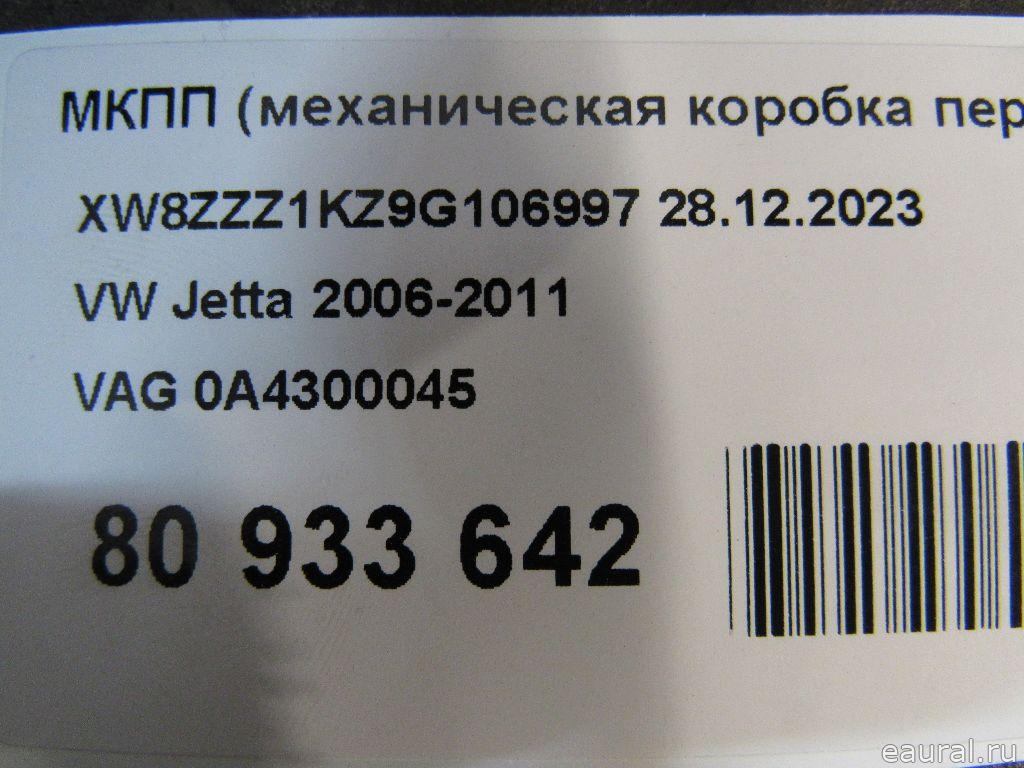 МКПП (механическая коробка пер
XW8ZZZ1KZ9G106997 28.12.2023
VW Jetta 2006-2011
VAG 0A4300045
80 933 642
eaural.ru